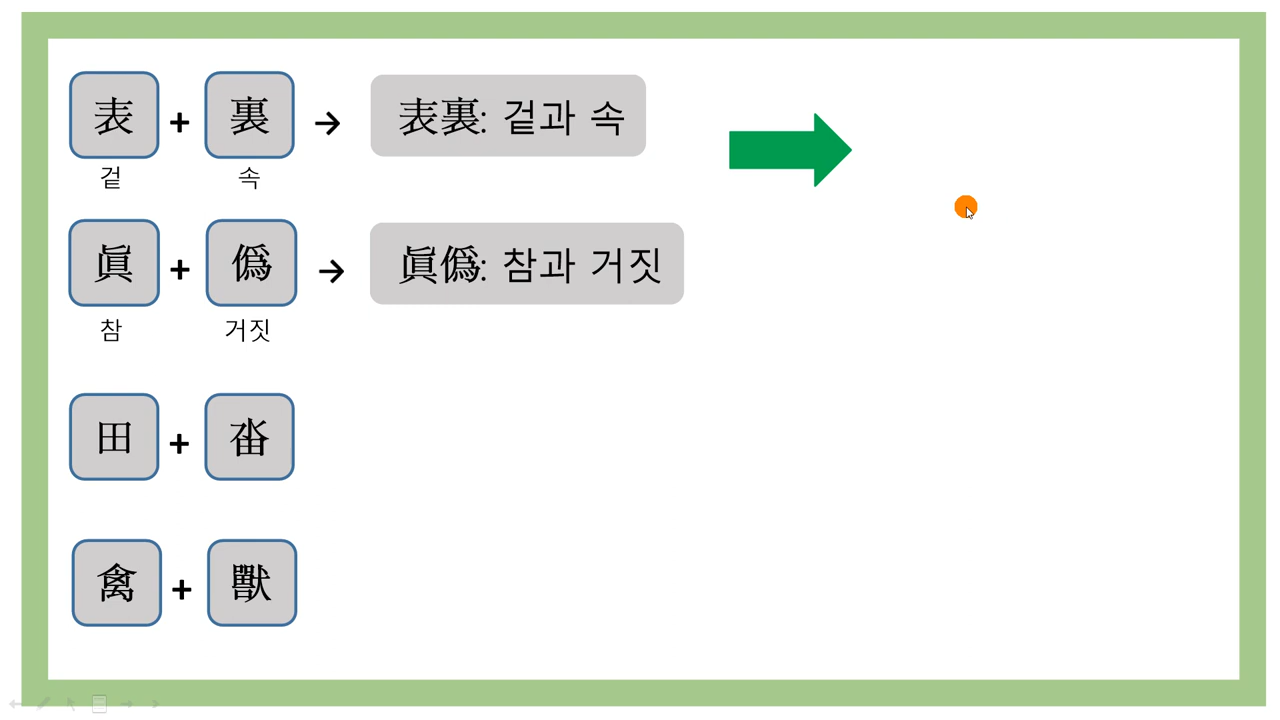 表 + 裏 → 表裏: 겉과 속
겉 속
眞 + 僞 → 眞僞: 참과 거짓
참 거짓
田 + 畓
禽 + 獸